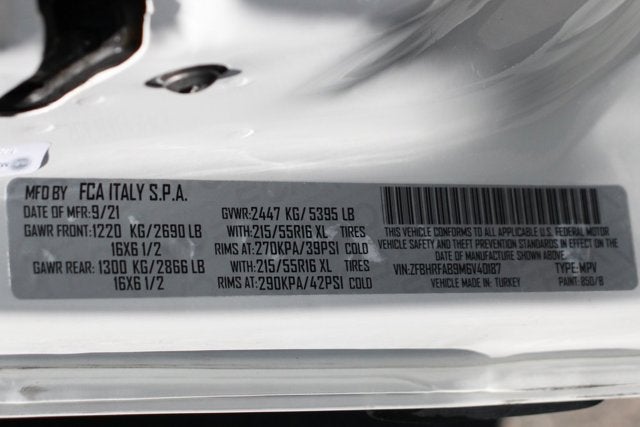 MFD BY FCA ITALY S.P.A.
DATE OF MFR:9/21 GVWR:2447 KG/ 5395 LB
GAWR FRONT:1220 KG/2690 LB WITH:215/55R16 XL TIRES
16X6 1/2 RIMS AT:270KPA/39PSI COLD
GAWR REAR: 1300 KG/2866 LB WITH:215/55R16 XL TIRES
16X6 1/2 RIMS AT:290KPA/42PSI COLD
THIS VEHICLE CONFORMS TO ALL APPLICABLE U.S. FEDERAL MOTOR
VEHICLE SAFETY, BUMPER, AND THEFT PREVENTION STANDARDS IN EFFECT ON THE
DATE OF MANUFACTURE SHOWN ABOVE.
VIN:ZFBHRFAB9M6V40187 TYPE: MPV
VEHICLE MADE IN: TURKEY PAINT: 850/B